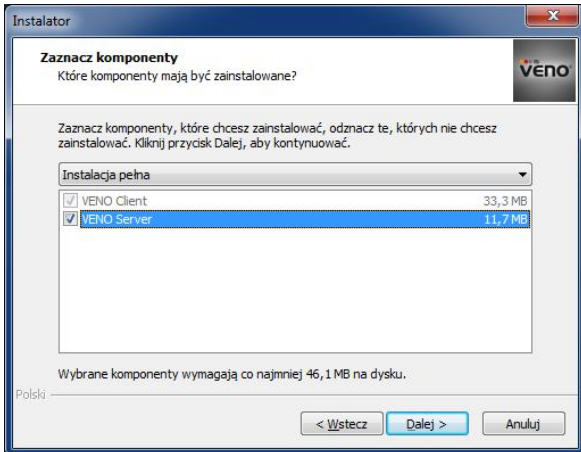 Instalator
Zaznacz komponenty
Które komponenty mają być zainstalowane?
VENO
Zaznacz komponenty, które chcesz zainstalować, odznacz te, których nie chcesz
zainstalować. Kliknij przycisk Dalej, aby kontynuować.
Instalacja pełna
VENO Client 33,3 MB
VENO Server 11,7 MB
Wybrane komponenty wymagają co najmniej 46,1 MB na dysku.
Polski
< Wstecz Dalej > Anuluj